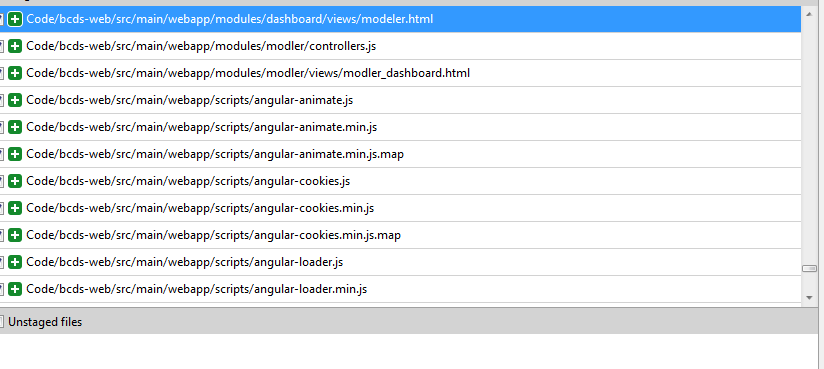 Code/bcds-web/src/main/webapp/modules/dashboard/views/modeler.html
Code/bcds-web/src/main/webapp/modules/modler/controllers.js
Code/bcds-web/src/main/webapp/modules/modler/views/modler_dashboard.html
Code/bcds-web/src/main/webapp/scripts/angular-animate.js
Code/bcds-web/src/main/webapp/scripts/angular-animate.min.js
Code/bcds-web/src/main/webapp/scripts/angular-animate.min.js.map
Code/bcds-web/src/main/webapp/scripts/angular-cookies.js
Code/bcds-web/src/main/webapp/scripts/angular-cookies.min.js
Code/bcds-web/src/main/webapp/scripts/angular-cookies.min.js.map
Code/bcds-web/src/main/webapp/scripts/angular-loader.js
Code/bcds-web/src/main/webapp/scripts/angular-loader.min.js
Unstaged files